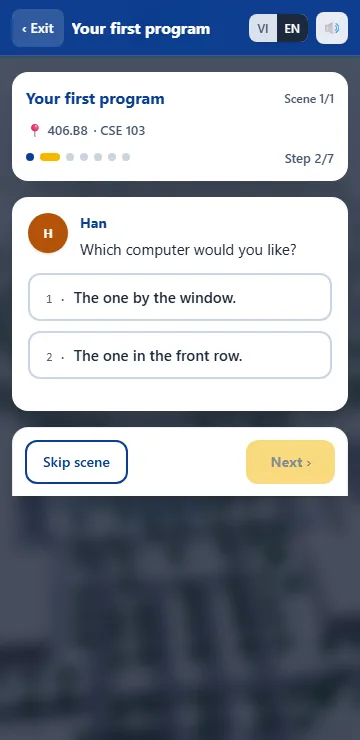 ‹ Exit
Your first program
VI
EN
Your first program
Scene 1/1
406.B8 · CSE 103
Step 2/7
H
Han
Which computer would you like?
1 · The one by the window.
2 · The one in the front row.
Skip scene
Next ›